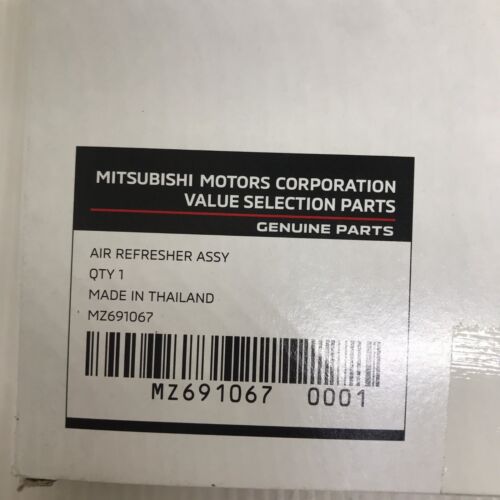 MITSUBISHI MOTORS CORPORATION
VALUE SELECTION PARTS
GENUINE PARTS
AIR REFRESHER ASSY
QTY 1
MADE IN THAILAND
MZ691067
MZ691067 0001